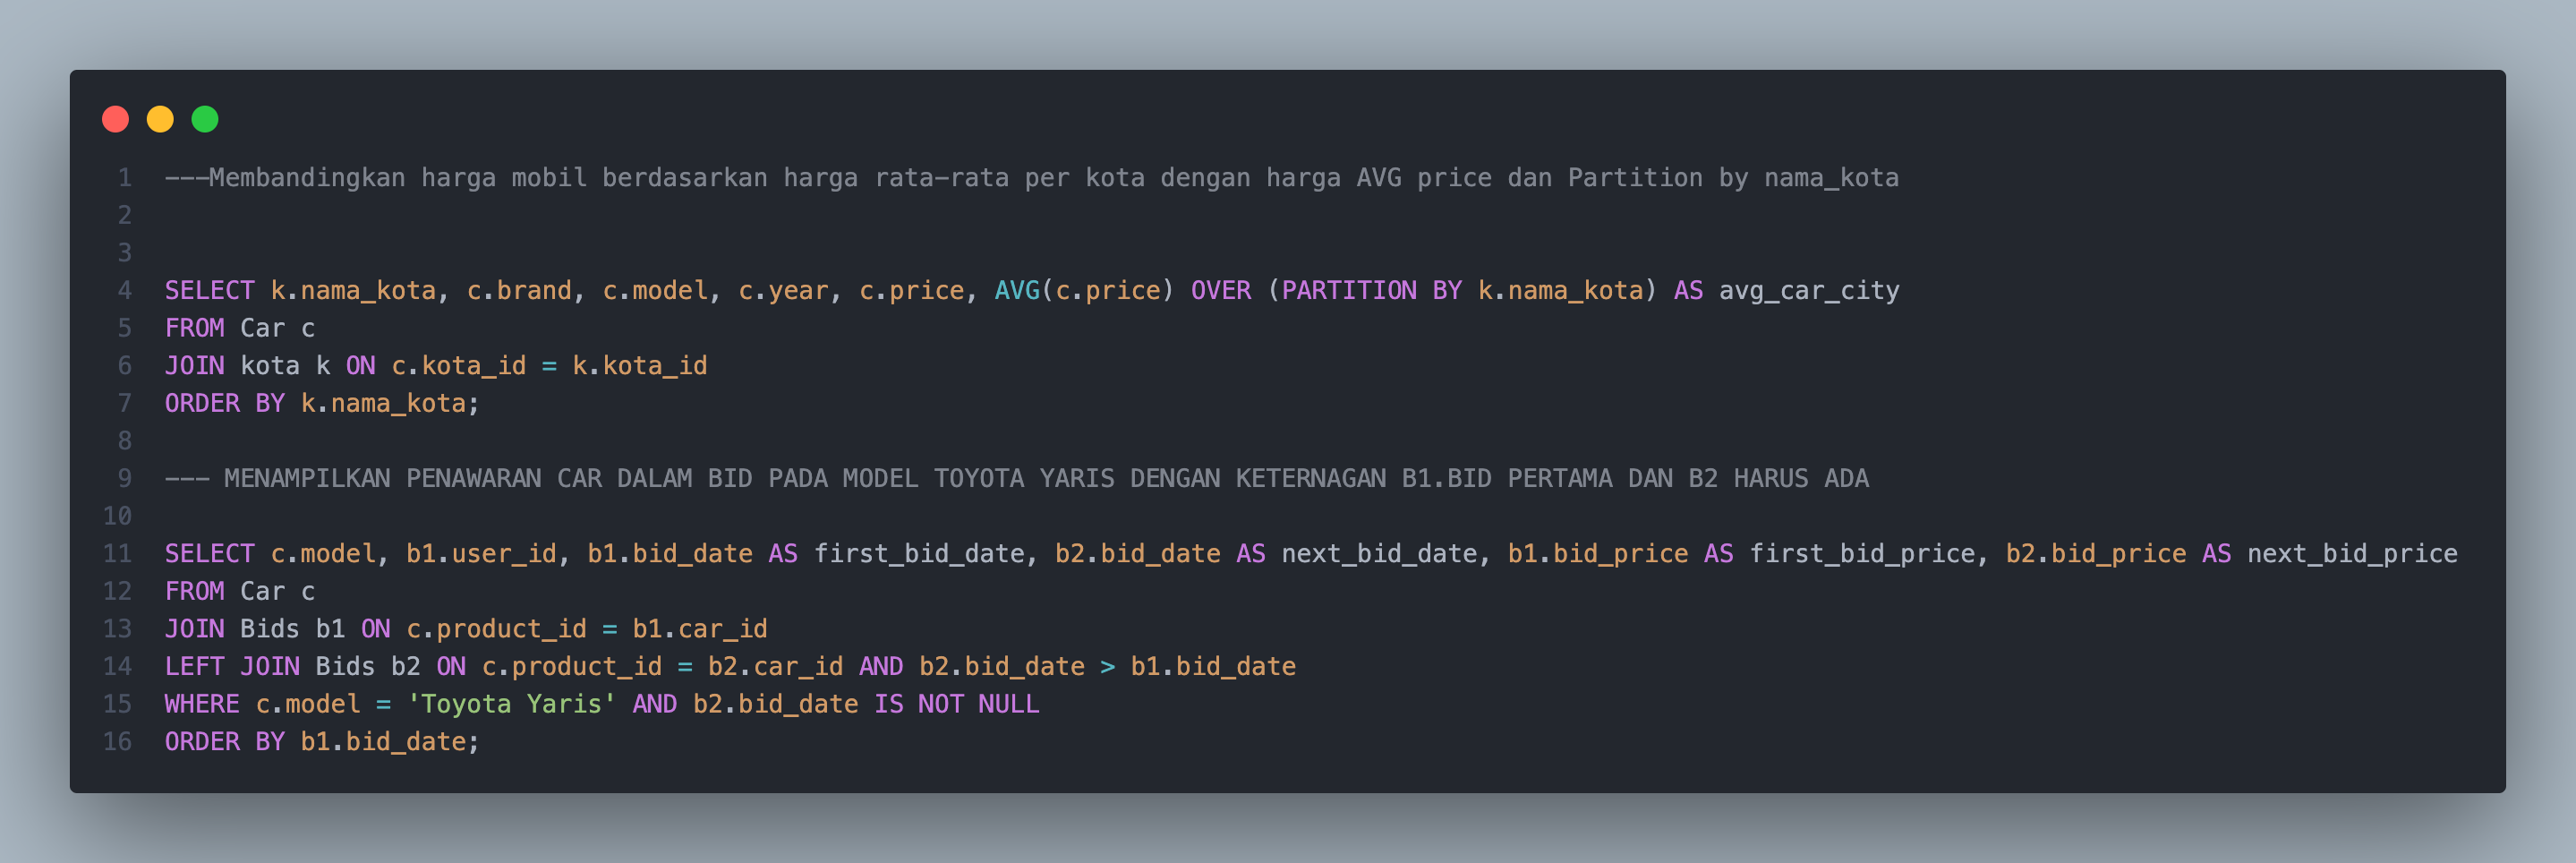 1 ---Membandingkan harga mobil berdasarkan harga rata-rata per kota dengan harga AVG price dan Partition by nama_kota
2
3
4 SELECT k.nama_kota, c.brand, c.model, c.year, c.price, AVG(c.price) OVER (PARTITION BY k.nama_kota) AS avg_car_city
5 FROM Car c
6 JOIN kota k ON c.kota_id = k.kota_id
7 ORDER BY k.nama_kota;
8
9 --- MENAMPILKAN PENAWARAN CAR DALAM BID PADA MODEL TOYOTA YARIS DENGAN KETERNAGAN B1.BID PERTAMA DAN B2 HARUS ADA
10
11 SELECT c.model, b1.user_id, b1.bid_date AS first_bid_date, b2.bid_date AS next_bid_date, b1.bid_price AS first_bid_price, b2.bid_price AS next_bid_price
12 FROM Car c
13 JOIN Bids b1 ON c.product_id = b1.car_id
14 LEFT JOIN Bids b2 ON c.product_id = b2.car_id AND b2.bid_date > b1.bid_date
15 WHERE c.model = 'Toyota Yaris' AND b2.bid_date IS NOT NULL
16 ORDER BY b1.bid_date;